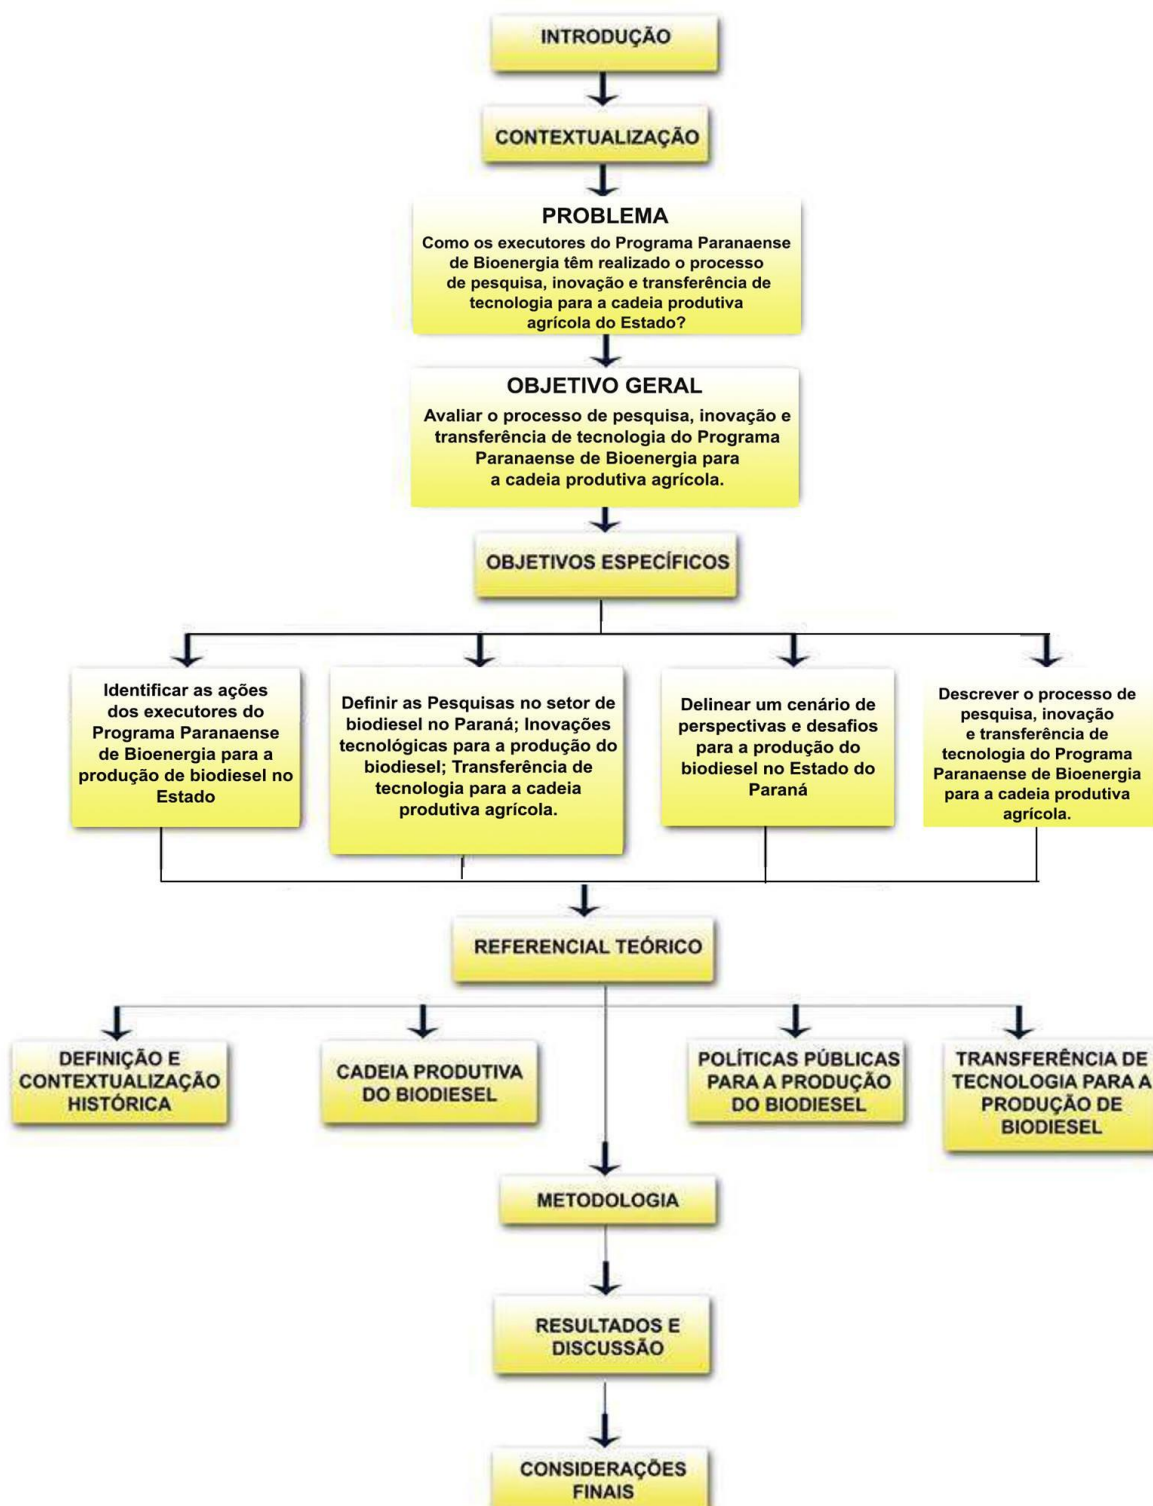 INTRODUÇÃO
CONTEXTUALIZAÇÃO
PROBLEMA
Como os executores do Programa Paranaense
de Bioenergia têm realizado o processo
de pesquisa, inovação e transferência de
tecnologia para a cadeia produtiva
agrícola do Estado?
OBJETIVO GERAL
Avaliar o processo de pesquisa, inovação e
transferência de tecnologia do Programa
Paranaense de Bioenergia para
a cadeia produtiva agrícola.
OBJETIVOS ESPECÍFICOS
Identificar as ações
dos executores do
Programa Paranaense
de Bioenergia para a
produção de biodiesel no
Estado
Definir as Pesquisas no setor de
biodiesel no Paraná; Inovações
tecnológicas para a produção do
biodiesel; Transferência de
tecnologia para a cadeia
produtiva agrícola.
Delinear um cenário de
perspectivas e desafios
para a produção do
biodiesel no Estado do
Paraná
Descrever o processo de
pesquisa, inovação
e transferência de
tecnologia do Programa
Paranaense de Bioenergia
para a cadeia produtiva
agrícola.
REFERENCIAL TEÓRICO
DEFINIÇÃO E
CONTEXTUALIZAÇÃO
HISTÓRICA
CADEIA PRODUTIVA
DO BIODIESEL
POLÍTICAS PÚBLICAS
PARA A PRODUÇÃO
DO BIODIESEL
TRANSFERÊNCIA DE
TECNOLOGIA PARA A
PRODUÇÃO DE
BIODIESEL
METODOLOGIA
RESULTADOS E
DISCUSSÃO
CONSIDERAÇÕES
FINAIS